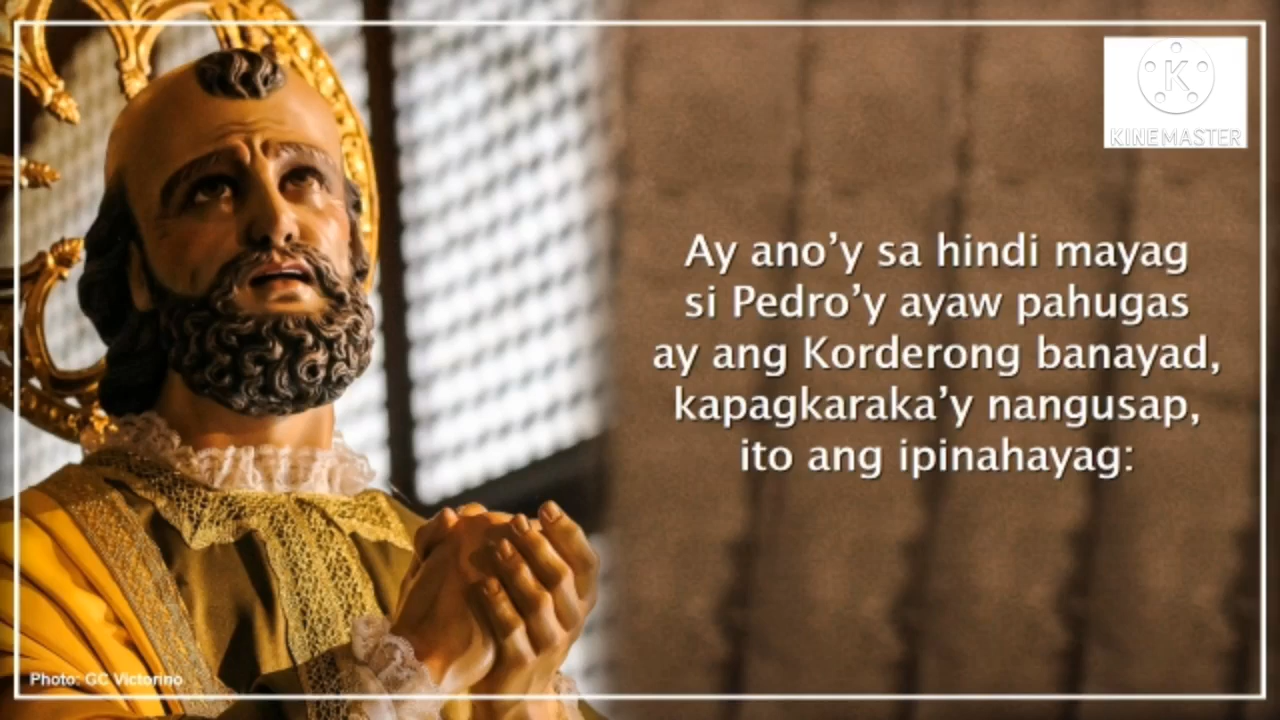 KINEMASTER
Ay ano’y sa hindi mayag
si Pedro’y ayaw pahugas
ay ang Korderong banayad,
kapagkaraka’y nangusap,
ito ang ipinahayag:
Photo: GC Victorino